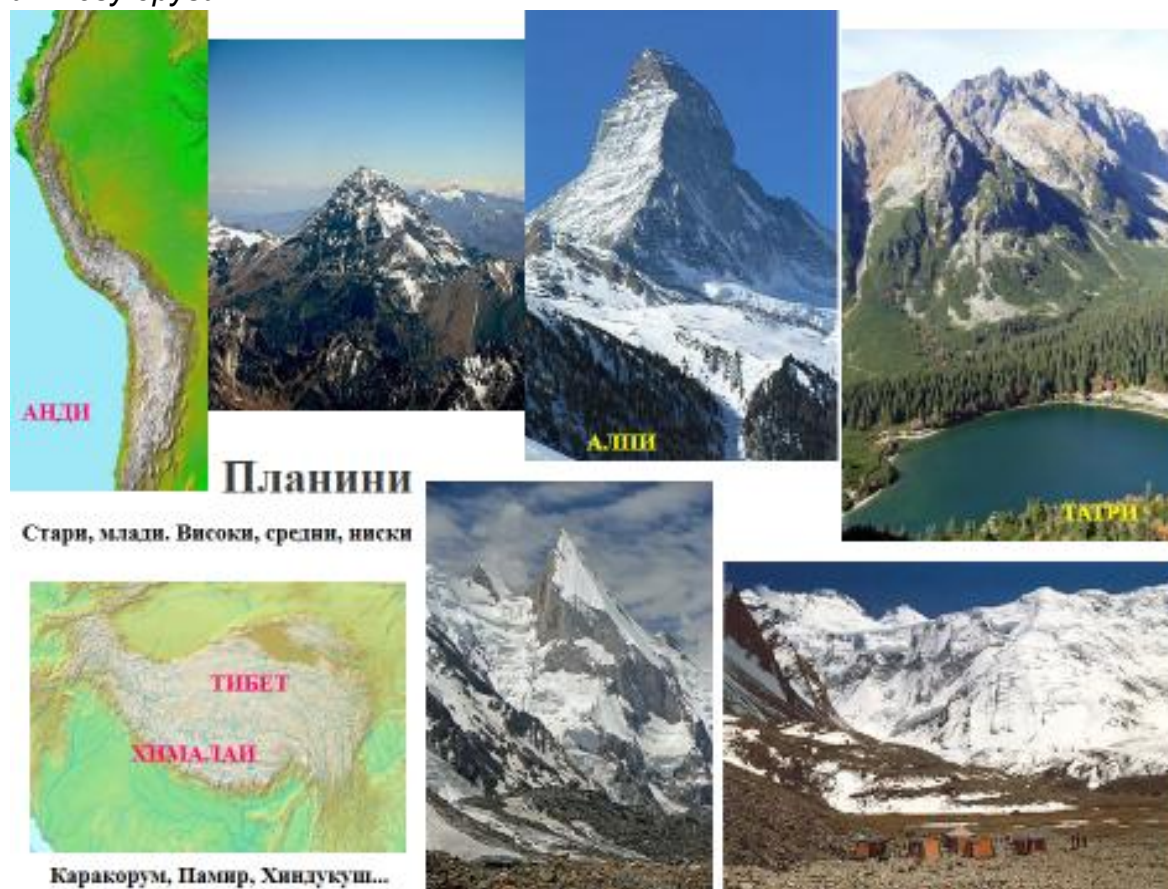 АНДИ
АЛПИ
ТАТРИ
Планини
Стари, млади. Високи, средни, ниски
ТИБЕТ
ХИМАЛАИ
Каракорум, Памир, Хиндукуш...